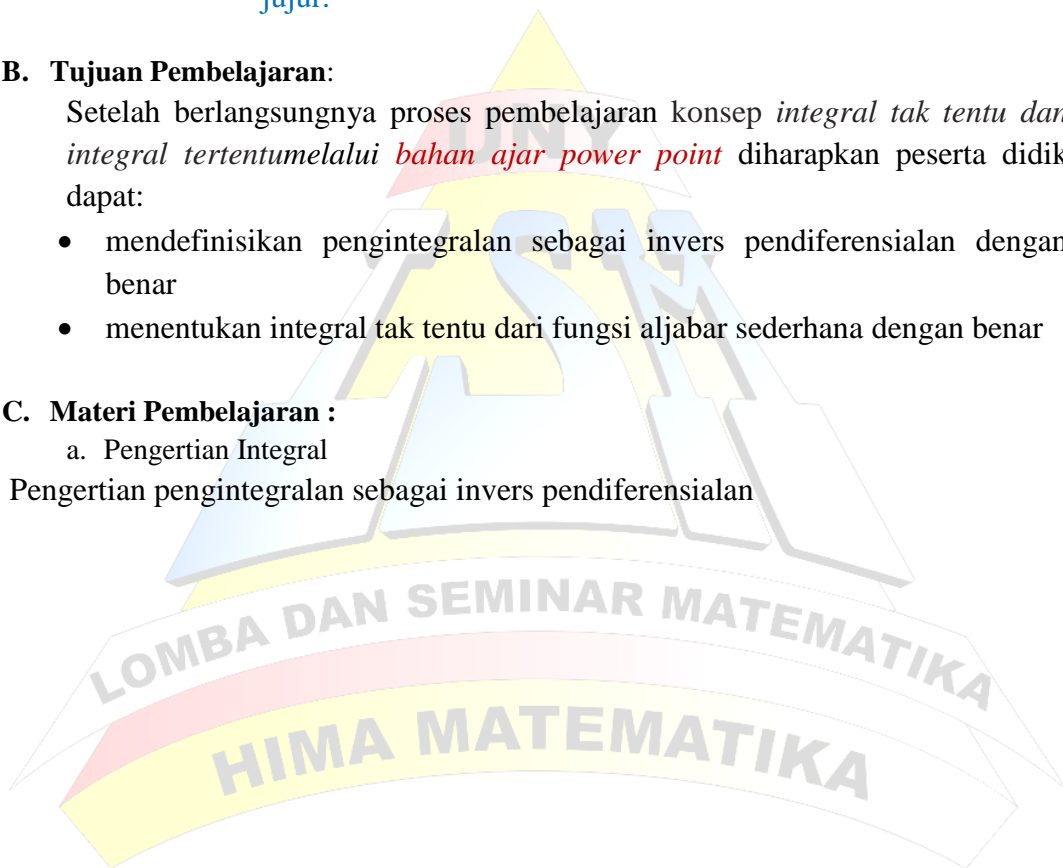 jujur.
B. Tujuan Pembelajaran:
Setelah berlangsungnya proses pembelajaran konsep integral tak tentu dan
integral tertentumelalui bahan ajar power point diharapkan peserta didik
dapat:
• mendefinisikan pengintegralan sebagai invers pendiferensialan dengan
benar
• menentukan integral tak tentu dari fungsi aljabar sederhana dengan benar
C. Materi Pembelajaran :
a. Pengertian Integral
Pengertian pengintegralan sebagai invers pendiferensialan
UNY
LSM
LOMBA DAN SEMINAR MATEMATIKA
HIMA MATEMATIKA